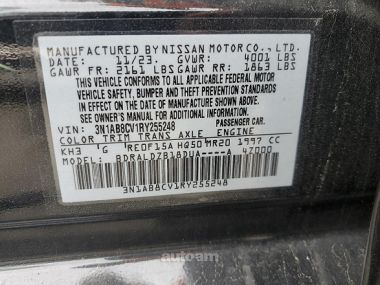 MANUFACTURED BY NISSAN MOTOR CO., LTD.
DATE: 11/23. GVWR: 4001 LBS
GAWR FR: 2161 LBS GAWR RR: 1863 LBS
THIS VEHICLE CONFORMS TO ALL APPLICABLE FEDERAL MOTOR
VEHICLE SAFETY, BUMPER AND THEFT PREVENTION STANDARDS
IN EFFECT ON THE DATE OF MANUFACTURE SHOWN ABOVE.
SEE OWNER'S MANUAL
VIN: 3N1AB8CV1RY255248 PASSENGER CAR.
COLOR TRIM TRANS AXLE ENGINE
KH3 'G RE0F15A HQ50 MR20 1997 CC
MODEL: BDRALDZB18DUA----A 47000
3N1AB8CV1RY255248
autoam